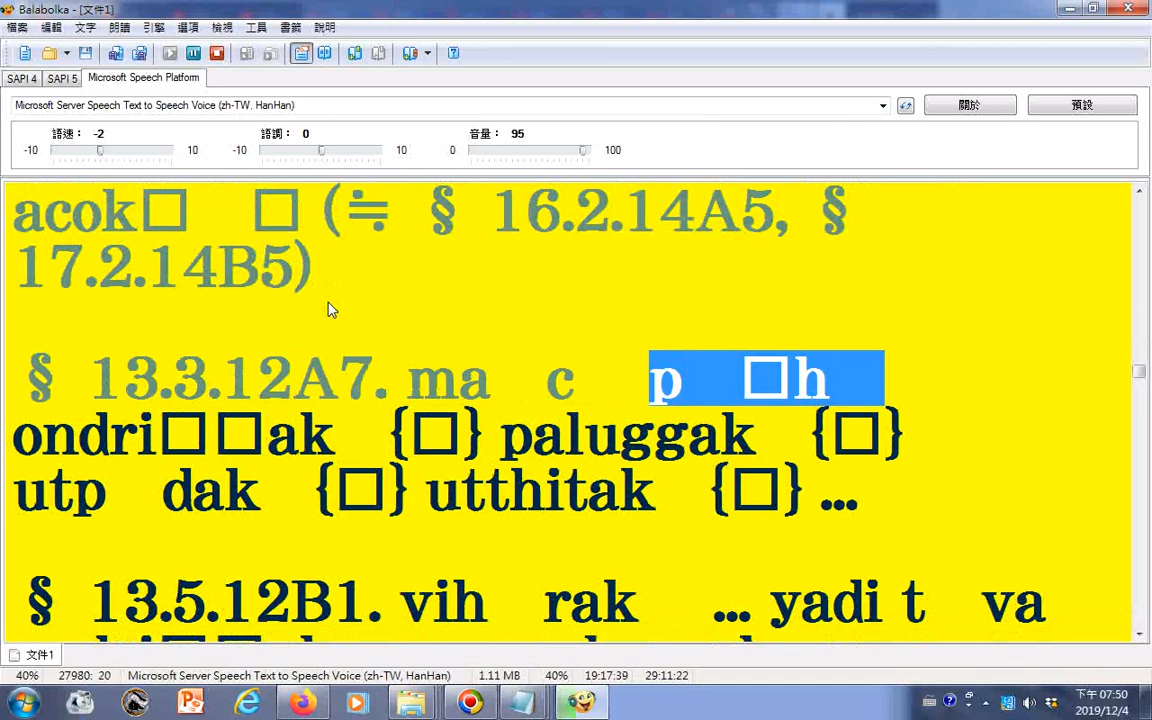 Balabolka - [文件1]
檔案 編輯 文字 朗讀 引擎 選項 檢視 工具 書籤 說明
SAPI 4 SAPI 5 Microsoft Speech Platform
Microsoft Server Speech Text to Speech Voice (zh-TW, HanHan) 關於 預設
語速： -2 語調： 0 音量： 95
-10 10 -10 10 0 100
acok□ □ (≒ § 16.2.14A5, §
17.2.14B5)
§ 13.3.12A7. ma c p □h
ondri□□ak {□} paluggak {□}
utp dak {□} utthitak {□} ...
§ 13.5.12B1. vih rak ... yadi t va
文件1
40% 27980: 20 Microsoft Server Speech Text to Speech Voice (zh-TW, HanHan) 1.11 MB 40% 19:17:39 29:11:22
下午 07:50
2019/12/4